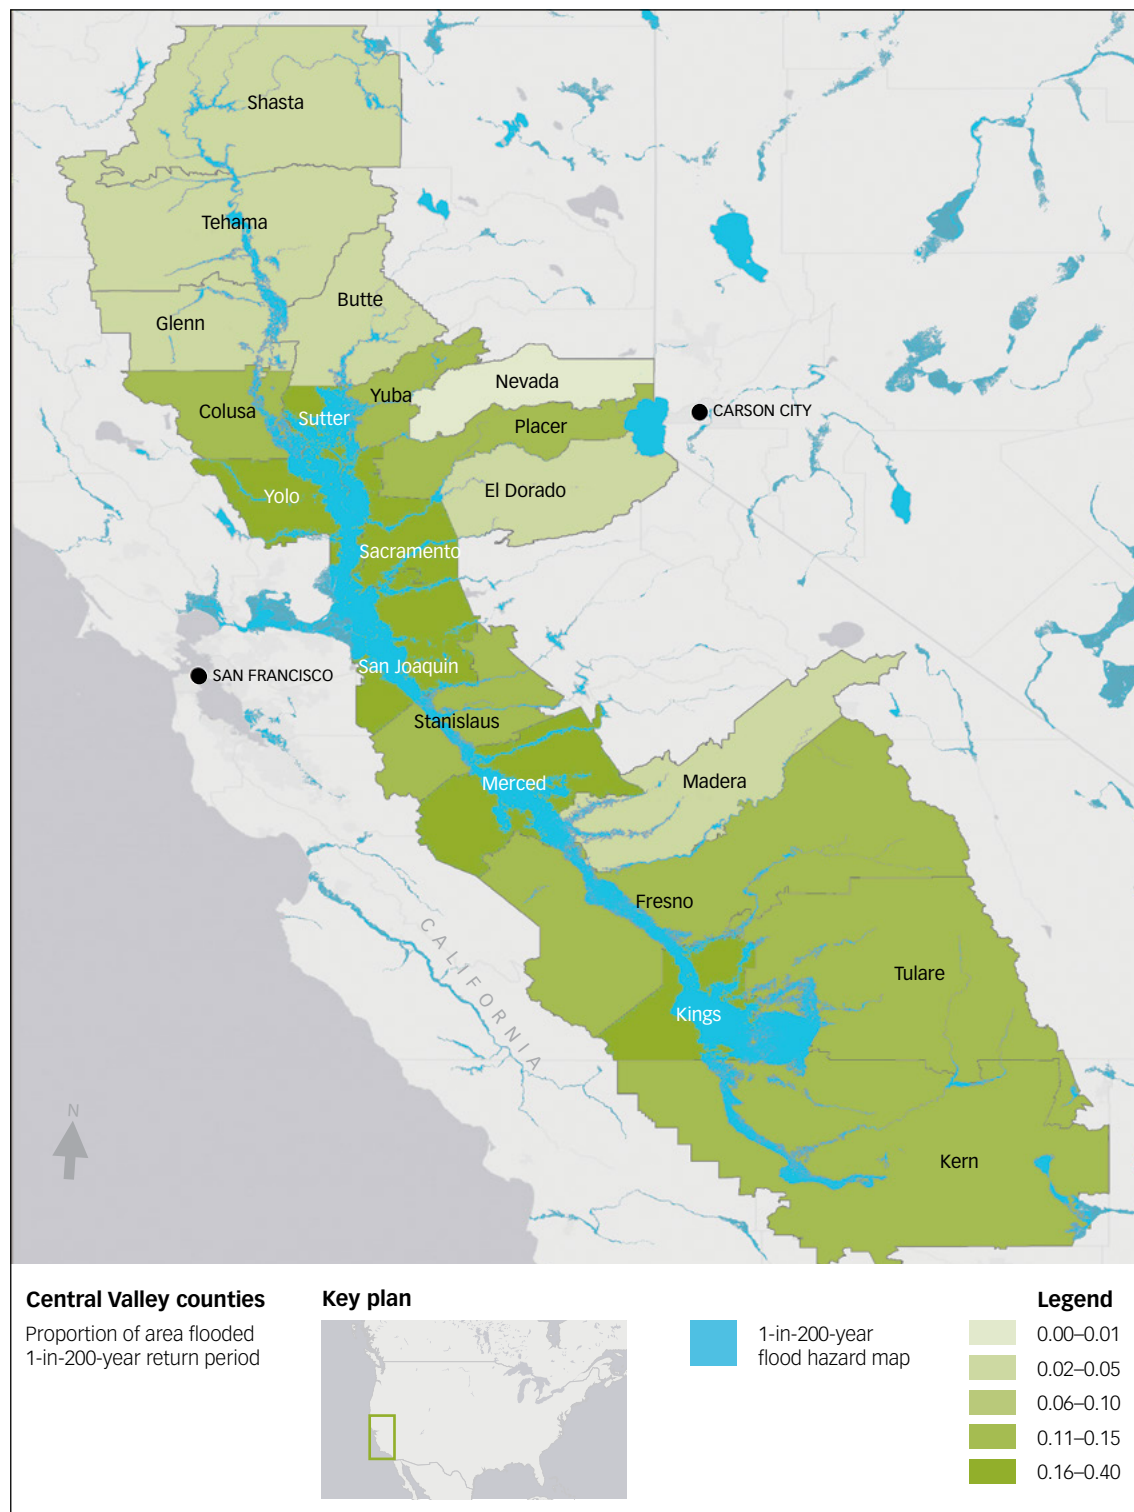 Shasta
Tehama
Butte
Glenn
Nevada
Yuba
Colusa
Sutter
CARSON CITY
Placer
El Dorado
Yolo
Sacramento
San Joaquin
SAN FRANCISCO
Stanislaus
Merced
Madera
Fresno
CALIFORNIA
Tulare
Kings
N
Kern
Central Valley counties
Proportion of area flooded
1-in-200-year return period
Key plan
1-in-200-year
flood hazard map
Legend
0.00–0.01
0.02–0.05
0.06–0.10
0.11–0.15
0.16–0.40